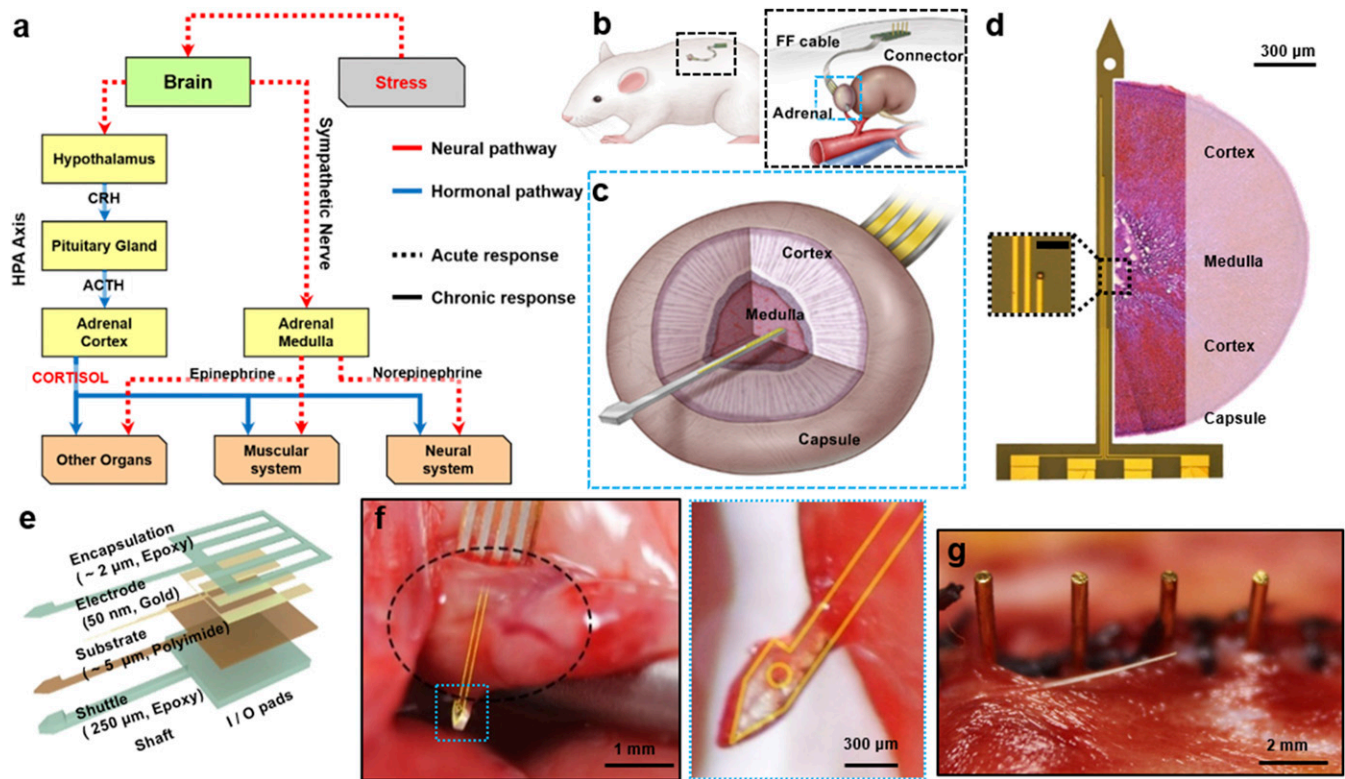 a
Brain
Stress
Hypothalamus
CRH
Pituitary Gland
ACTH
Adrenal
Cortex
HPA Axis
Sympathetic Nerve
Adrenal
Medulla
CORTISOL
Epinephrine
Norepinephrine
Other Organs
Muscular
system
Neural
system
Neural pathway
Hormonal pathway
Acute response
Chronic response
b
FF cable
Connector
Adrenal
c
Cortex
Medulla
Capsule
d
300 µm
Cortex
Medulla
Cortex
Capsule
e
Encapsulation
( ~ 2 µm, Epoxy)
Electrode
(50 nm, Gold)
Substrate
( ~ 5 µm, Polyimide)
Shuttle
( 250 µm, Epoxy)
Shaft
I / O pads
f
1 mm
300 µm
g
2 mm